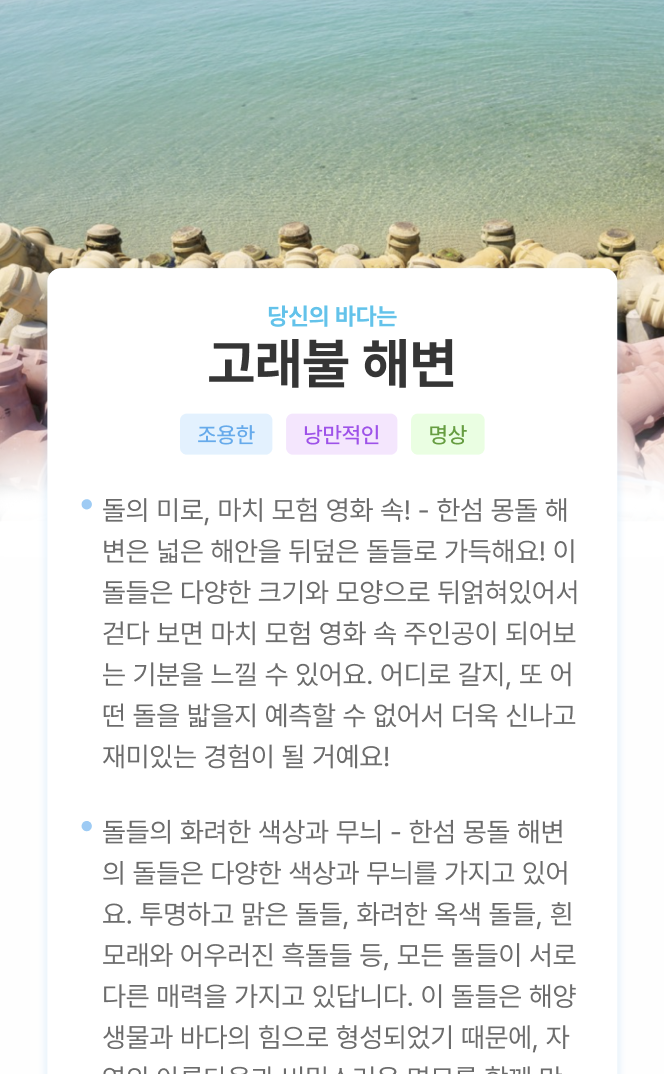 당신의 바다는
고래불 해변
조용한 낭만적인 명상
돌의 미로, 마치 모험 영화 속! - 한섬 몽돌 해
변은 넓은 해안을 뒤덮은 돌들로 가득해요! 이
돌들은 다양한 크기와 모양으로 뒤얽혀있어서
걷다 보면 마치 모험 영화 속 주인공이 되어보
는 기분을 느낄 수 있어요. 어디로 갈지, 또 어
떤 돌을 밟을지 예측할 수 없어서 더욱 신나고
재미있는 경험이 될 거예요!
돌들의 화려한 색상과 무늬 - 한섬 몽돌 해변
의 돌들은 다양한 색상과 무늬를 가지고 있어
요. 투명하고 맑은 돌들, 화려한 옥색 돌들, 흰
모래와 어우러진 흑돌들 등, 모든 돌들이 서로
다른 매력을 가지고 있답니다. 이 돌들은 해양
생물과 바다의 힘으로 형성되었기 때문에, 자